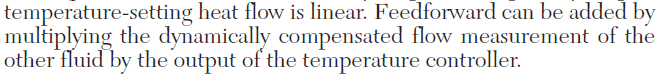 temperature-setting heat flow is linear. Feedforward can be added by
multiplying the dynamically compensated flow measurement of the
other fluid by the output of the temperature controller.